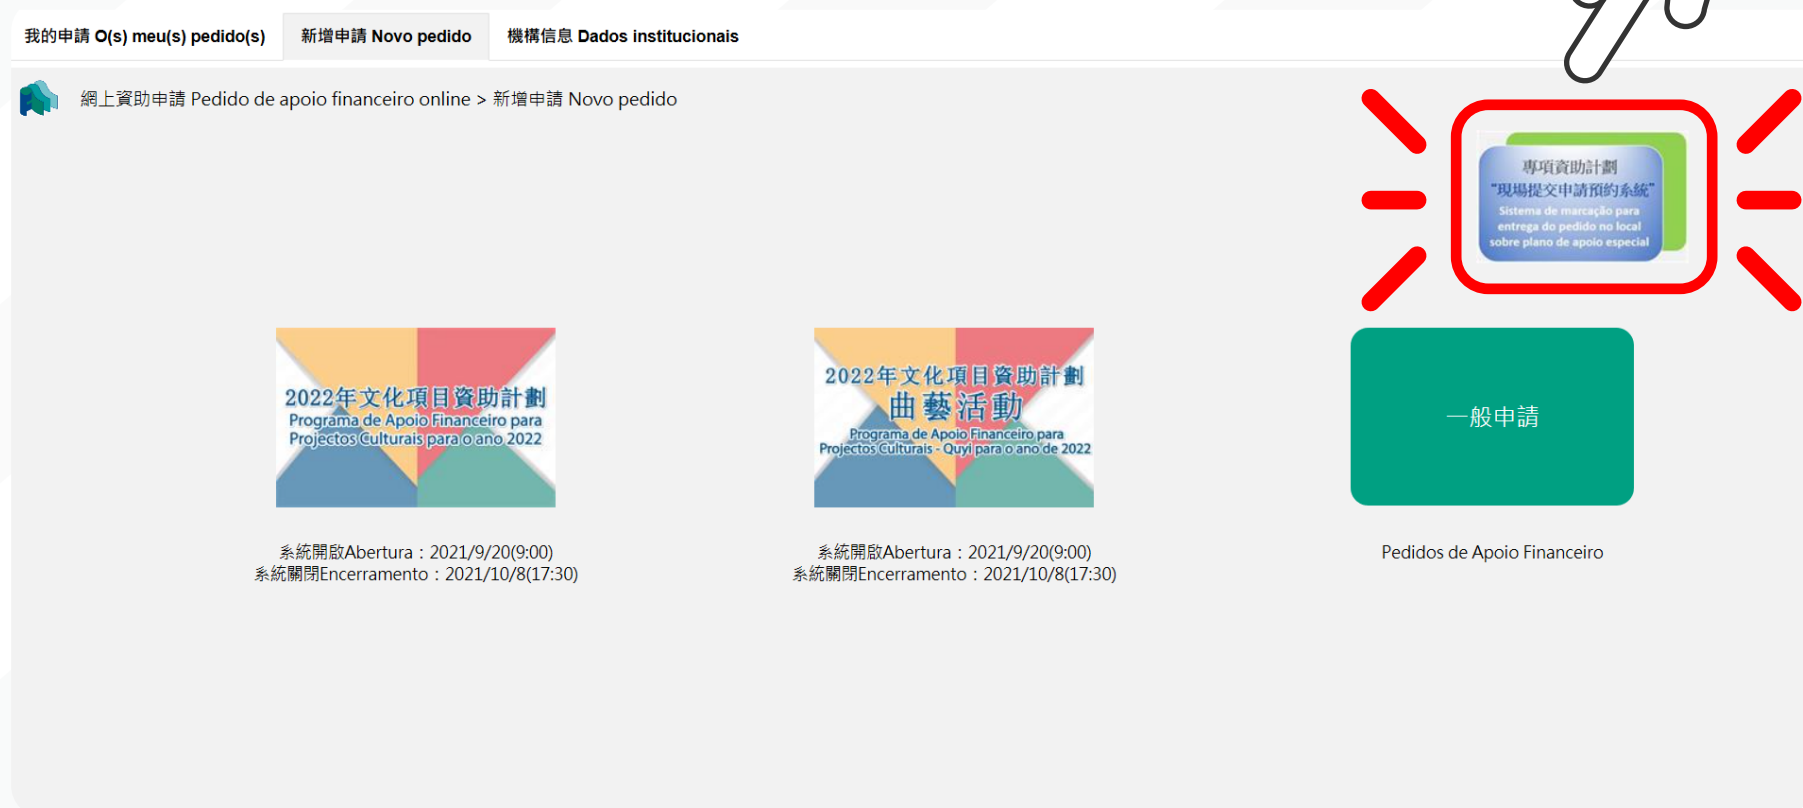 我的申請 O(s) meu(s) pedido(s)
新增申請 Novo pedido
機構信息 Dados institucionais
網上資助申請 Pedido de apoio financeiro online > 新增申請 Novo pedido
專項資助計劃
“現場提交申請預約系統”
Sistema de marcação para
entrega do pedido no local
sobre plano de apoio especial
2022年文化項目資助計劃
Programa de Apoio Financeiro para
Projectos Culturais para o ano 2022
系統開啟Abertura：2021/9/20(9:00)
系統關閉Encerramento：2021/10/8(17:30)
2022年文化項目資助計劃
曲藝活動
Programa de Apoio Financeiro para
Projectos Culturais - Quyi para o ano de 2022
系統開啟Abertura：2021/9/20(9:00)
系統關閉Encerramento：2021/10/8(17:30)
一般申請
Pedidos de Apoio Financeiro